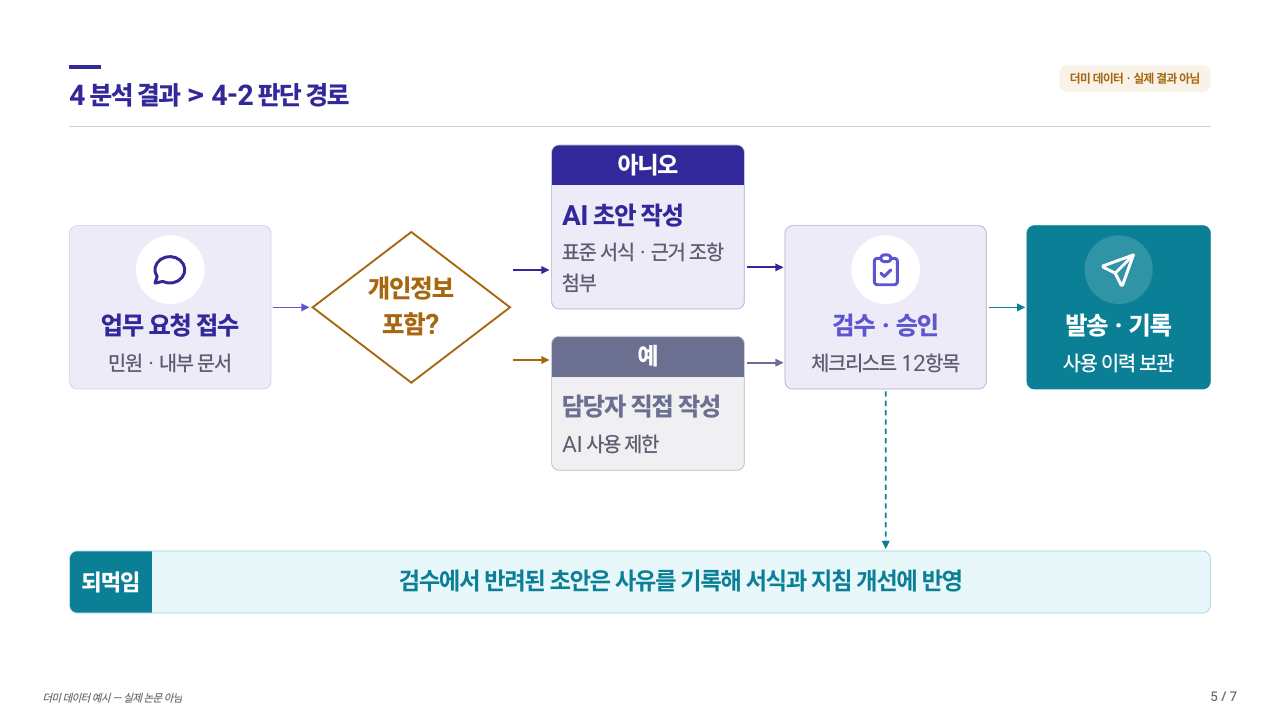 4 분석 결과 > 4-2 판단 경로
더미 데이터 · 실제 결과 아님
업무 요청 접수
민원 · 내부 문서
개인정보
포함?
아니오
AI 초안 작성
표준 서식 · 근거 조항
첨부
예
담당자 직접 작성
AI 사용 제한
검수 · 승인
체크리스트 12항목
발송 · 기록
사용 이력 보관
되먹임
검수에서 반려된 초안은 사유를 기록해 서식과 지침 개선에 반영
더미 데이터 예시 — 실제 논문 아님
5 / 7